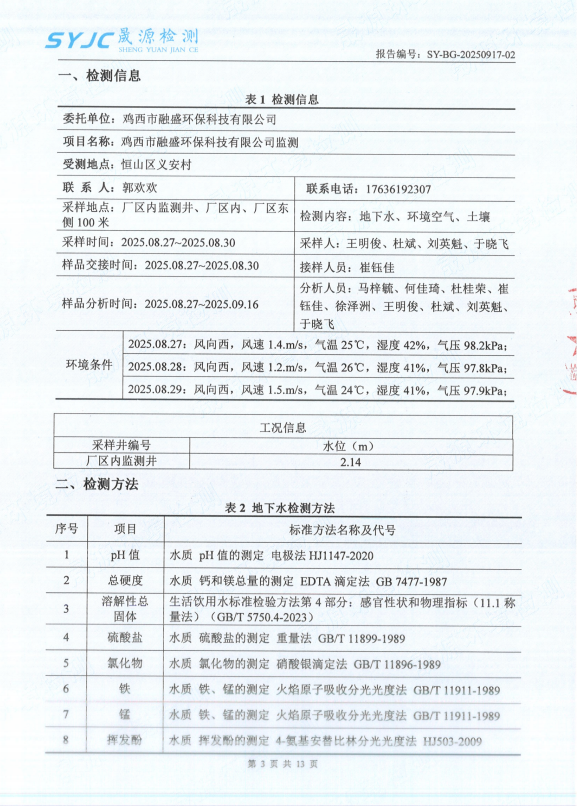 SYJC 晟源检测
SHENG YUAN JIAN CE
报告编号：SY-BG-20250917-02
一、检测信息
表 1 检测信息
委托单位：鸡西市融盛环保科技有限公司
项目名称：鸡西市融盛环保科技有限公司监测
受测地点：恒山区义安村
联 系 人：郭欢欢 联系电话：17636192307
采样地点：厂区内监测井、厂区内、厂区东
侧 100 米
检测内容：地下水、环境空气、土壤
采样时间：2025.08.27~2025.08.30 采样人：王明俊、杜斌、刘英魁、于晓飞
样品交接时间：2025.08.27~2025.08.30 接样人员：崔钰佳
样品分析时间：2025.08.27~2025.09.16
分析人员：马梓毓、何佳琦、杜桂荣、崔
钰佳、徐泽洲、王明俊、杜斌、刘英魁、
于晓飞
环境条件
2025.08.27：风向西，风速 1.4m/s，气温 25℃，湿度 42%，气压 98.2kPa；
2025.08.28：风向西，风速 1.2m/s，气温 26℃，湿度 41%，气压 97.8kPa；
2025.08.29：风向西，风速 1.5m/s，气温 24℃，湿度 41%，气压 97.9kPa；
工况信息
采样井编号 水位（m）
厂区内监测井 2.14
二、检测方法
表 2 地下水检测方法
序号 项目 标准方法名称及代号
1 pH 值 水质 pH 值的测定 电极法 HJ1147-2020
2 总硬度 水质 钙和镁总量的测定 EDTA 滴定法 GB 7477-1987
3 溶解性总
固体
生活饮用水标准检验方法第 4 部分：感官性状和物理指标（11.1 称
量法）（GB/T 5750.4-2023）
4 硫酸盐 水质 硫酸盐的测定 重量法 GB/T 11899-1989
5 氯化物 水质 氯化物的测定 硝酸银滴定法 GB/T 11896-1989
6 铁 水质 铁、锰的测定 火焰原子吸收分光光度法 GB/T 11911-1989
7 锰 水质 铁、锰的测定 火焰原子吸收分光光度法 GB/T 11911-1989
8 挥发酚 水质 挥发酚的测定 4-氨基安替比林分光光度法 HJ503-2009
第 3 页 共 13 页